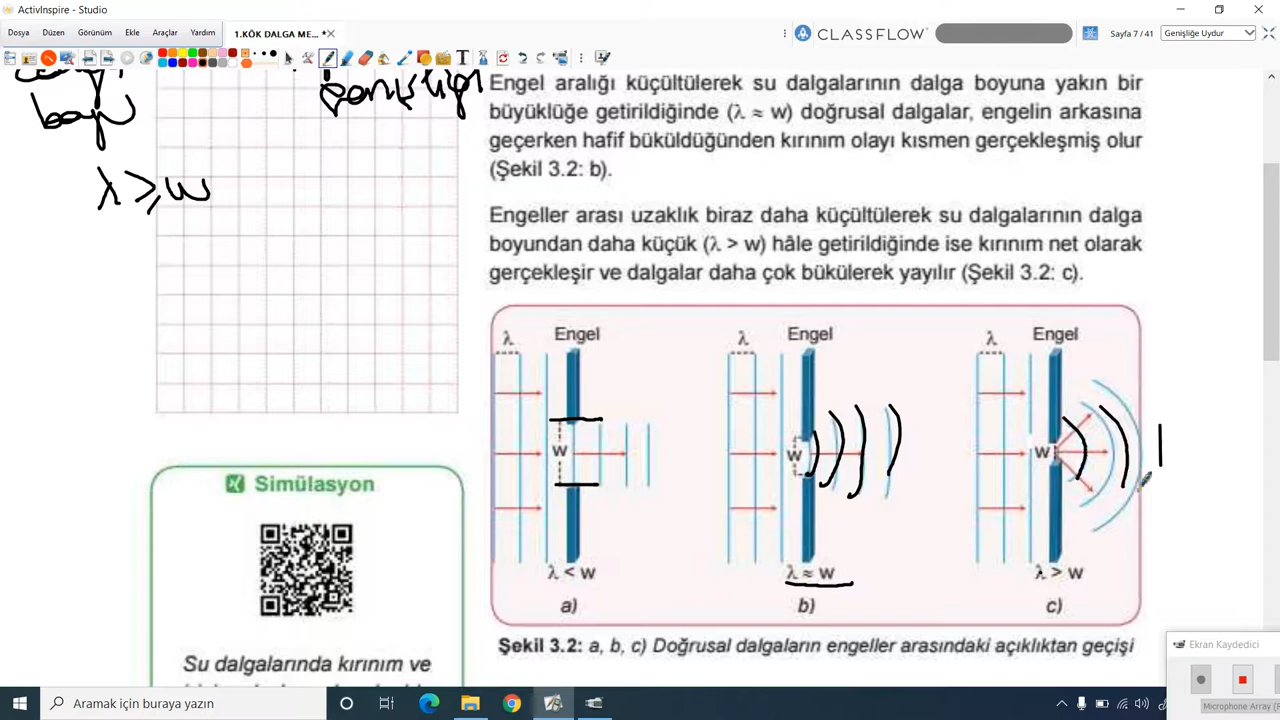 ActivInspire - Studio
Dosya Düzen Görünüm Ekle Araçlar Yardım
1.KÖK DALGA ME... *
CLASSFLOW
Sayfa 7 / 41
Genişliğe Uydur
boyu
genişliği
λ ≥ w
Engel aralığı küçültülerek su dalgalarının dalga boyuna yakın bir
büyüklüğe getirildiğinde (λ ≈ w) doğrusal dalgalar, engelin arkasına
geçerken hafif büküldüğünden kırınım olayı kısmen gerçekleşmiş olur
(Şekil 3.2: b).
Engeller arası uzaklık biraz daha küçültülerek su dalgalarının dalga
boyundan daha küçük (λ > w) hâle getirildiğinde ise kırınım net olarak
gerçekleşir ve dalgalar daha çok bükülerek yayılır (Şekil 3.2: c).
λ Engel λ Engel λ Engel
w w w
λ < w λ ≈ w λ > w
a) b) c)
Şekil 3.2: a, b, c) Doğrusal dalgaların engeller arasındaki açıklıktan geçişi
Simülasyon
Su dalgalarında kırınım ve
Ekran Kaydedici
Microphone Array (
Aramak için buraya yazın